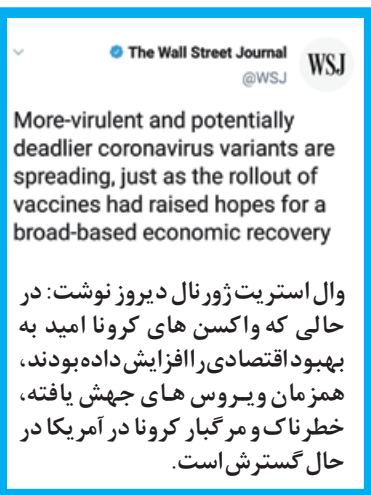 The Wall Street Journal
@WSJ
WSJ
More-virulent and potentially
deadlier coronavirus variants are
spreading, just as the rollout of
vaccines had raised hopes for a
broad-based economic recovery
وال استریت ژورنال دیروز نوشت: در
حالی که واکسن های کرونا امید به
بهبود اقتصادی را افزایش داده بودند،
همزمان ویروس های جهش یافته،
خطرناک و مرگبار کرونا در آمریکا در
حال گسترش است.